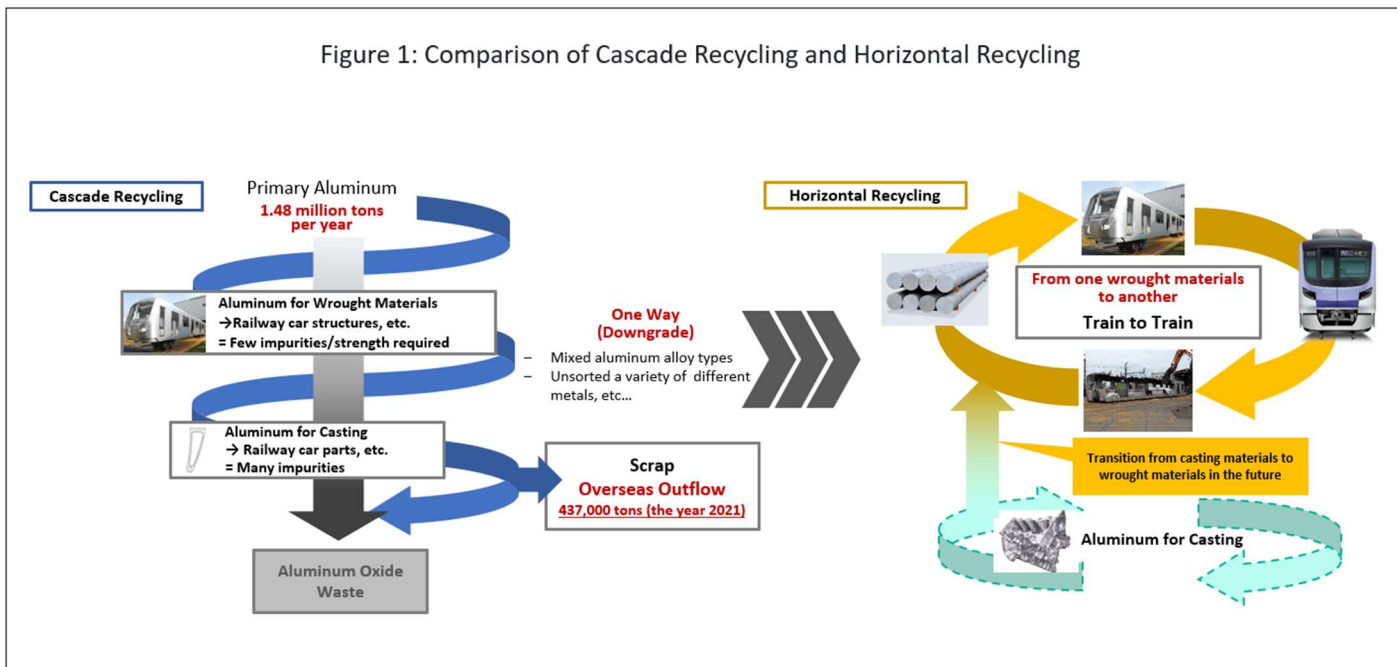 Figure 1: Comparison of Cascade Recycling and Horizontal Recycling
Cascade Recycling
Primary Aluminum
1.48 million tons
per year
Aluminum for Wrought Materials
→Railway car structures, etc.
= Few impurities/strength required
Aluminum for Casting
→ Railway car parts, etc.
= Many impurities
Aluminum Oxide
Waste
One Way
(Downgrade)
– Mixed aluminum alloy types
– Unsorted a variety of different
metals, etc...
Scrap
Overseas Outflow
437,000 tons (the year 2021)
Horizontal Recycling
From one wrought materials
to another
Train to Train
Transition from casting materials to
wrought materials in the future
Aluminum for Casting